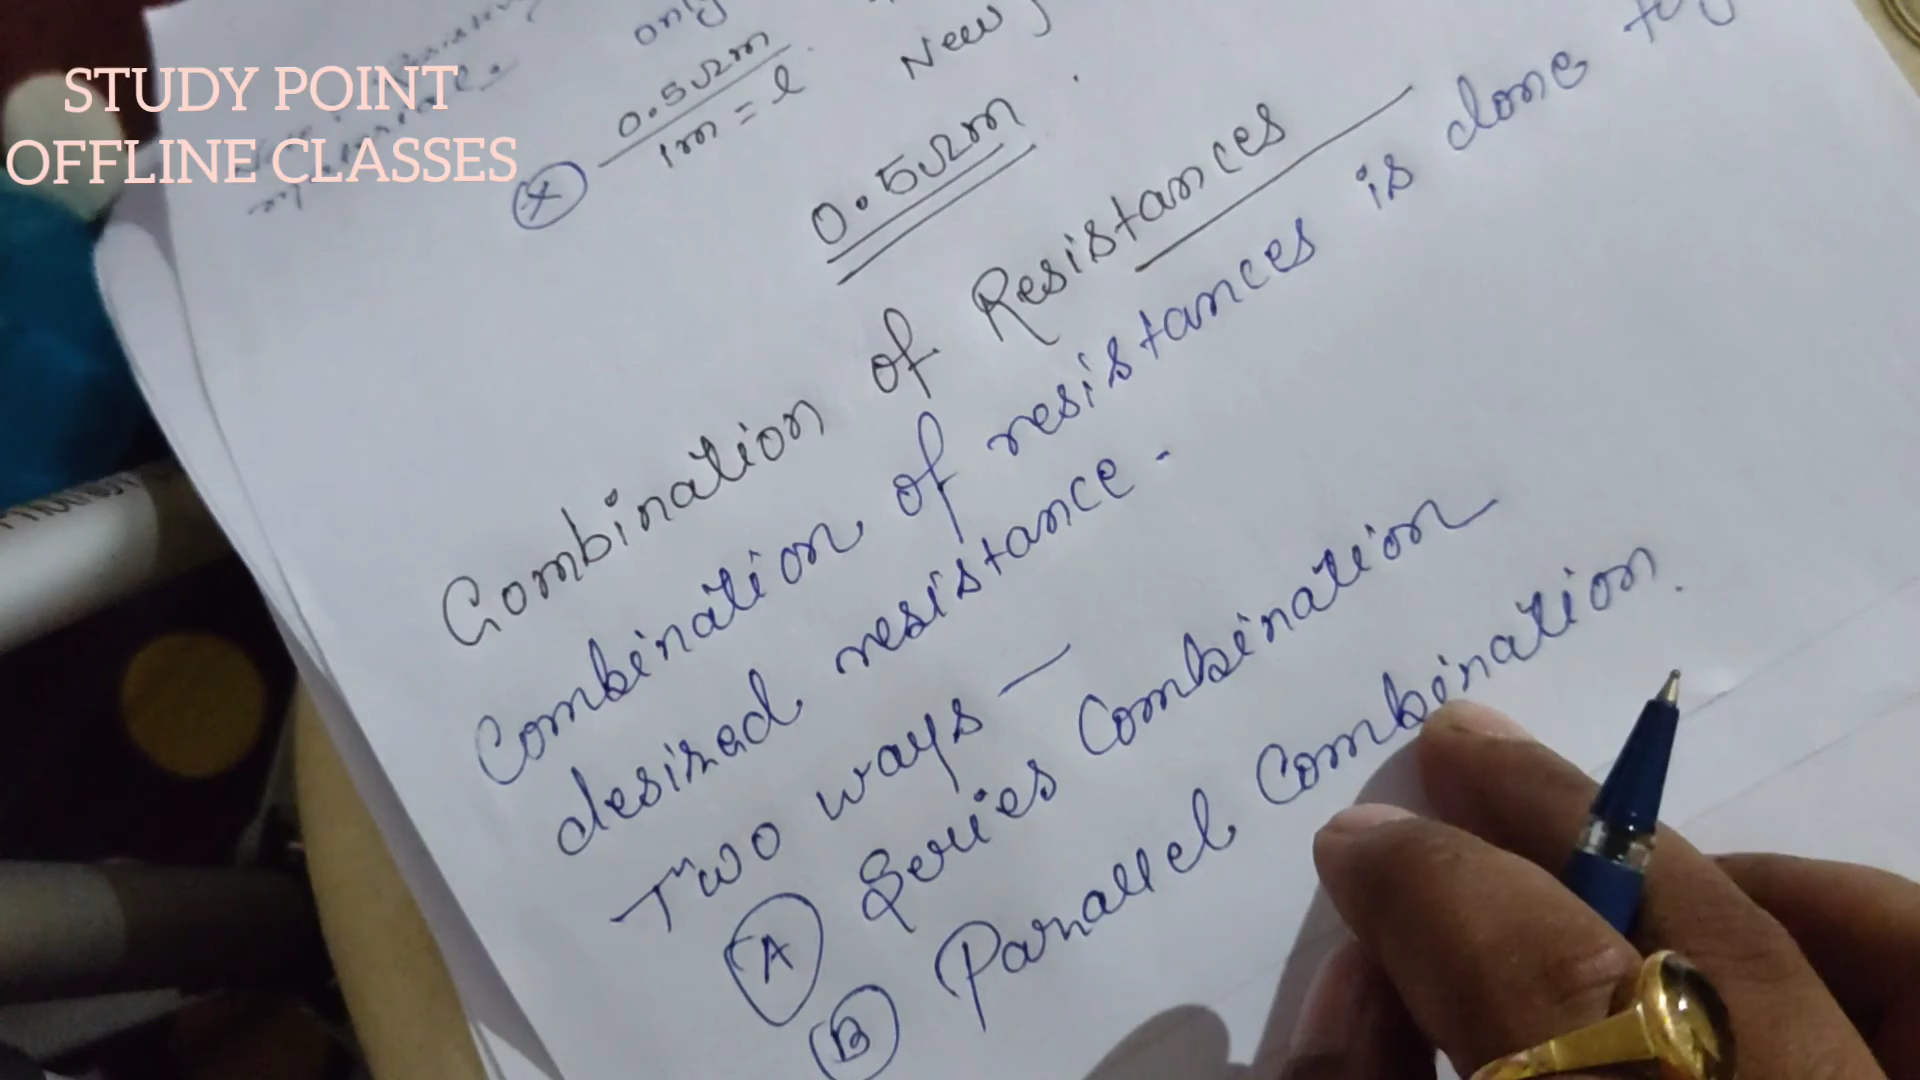 STUDY POINT
OFFLINE CLASSES
only
0.5Ωm
1m = l
New
0.5Ωm
Combination of Resistances
Combination of resistances is done
desired resistance.
Two ways —
(A) Series Combination
(B) Parallel Combination.